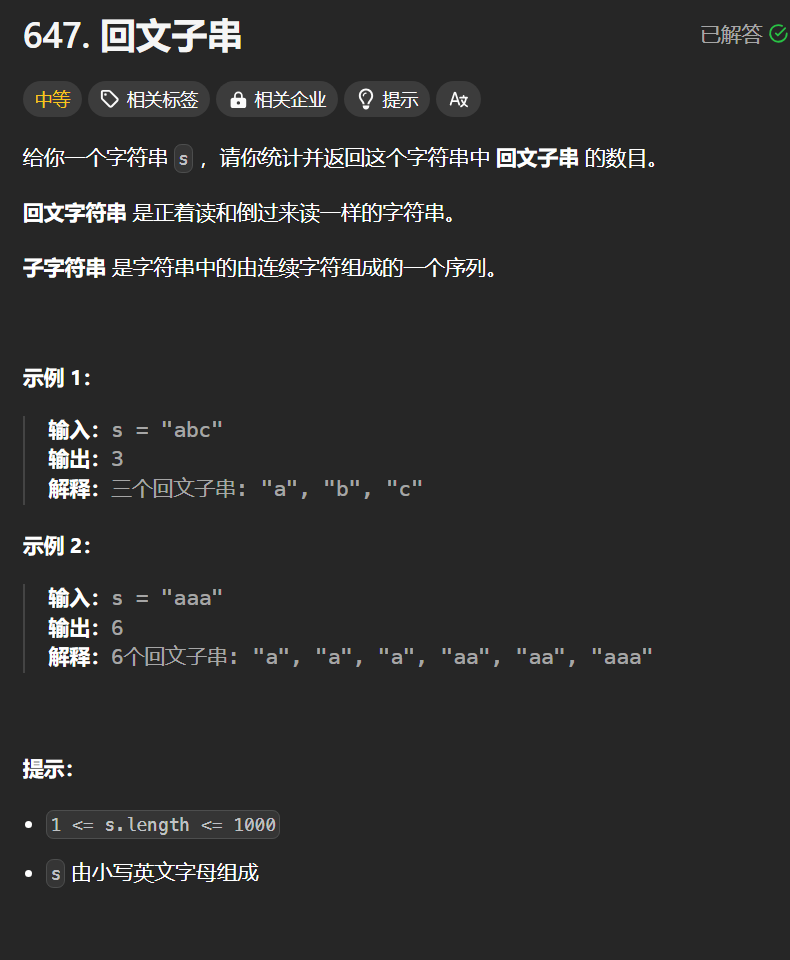 647. 回文子串
已解答
中等
相关标签
相关企业
提示
给你一个字符串 s ，请你统计并返回这个字符串中 回文子串 的数目。
回文字符串 是正着读和倒过来读一样的字符串。
子字符串 是字符串中的由连续字符组成的一个序列。
示例 1：
输入：s = "abc"
输出：3
解释：三个回文子串: "a", "b", "c"
示例 2：
输入：s = "aaa"
输出：6
解释：6个回文子串: "a", "a", "a", "aa", "aa", "aaa"
提示：
1 <= s.length <= 1000
s 由小写英文字母组成